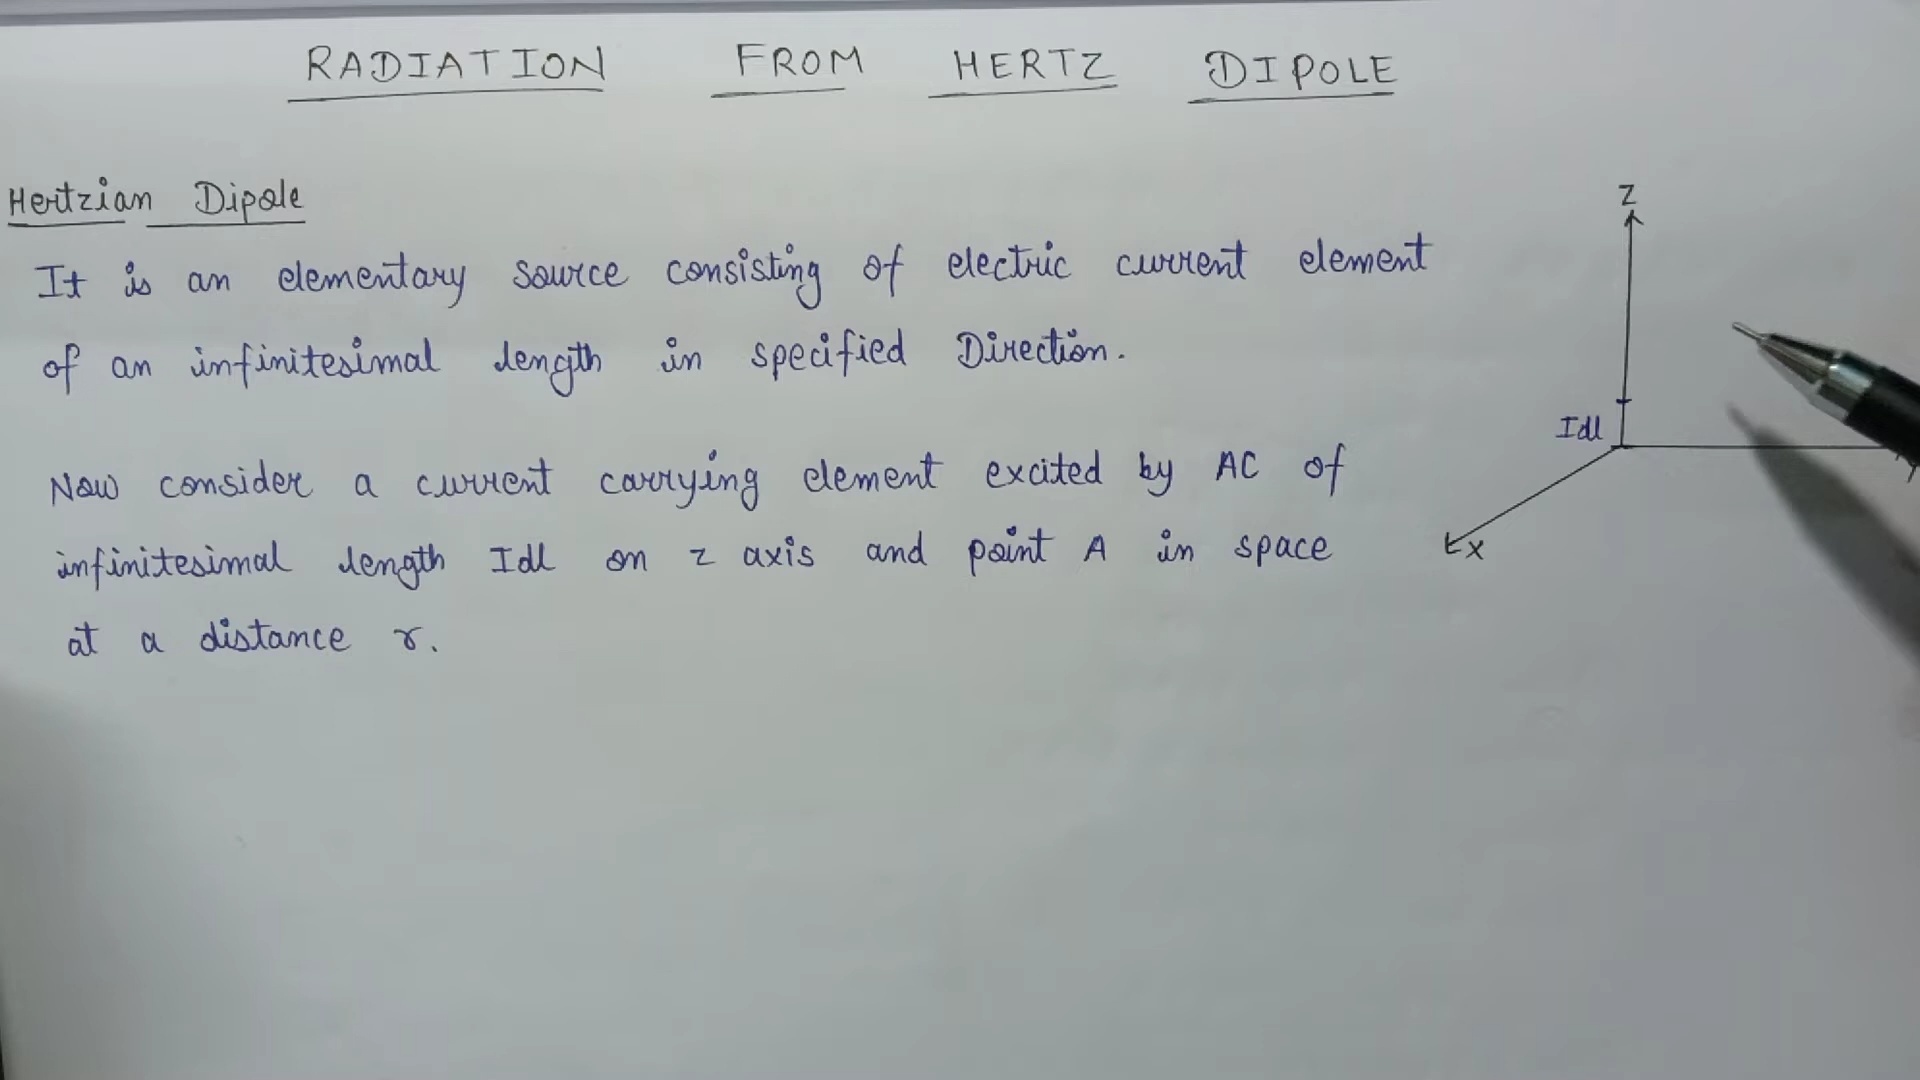 RADIATION FROM HERTZ DIPOLE
Hertzian Dipole
It is an elementary source consisting of electric current element
of an infinitesimal length in specified Direction.
Now consider a current carrying element excited by AC of
infinitesimal length Idl on z axis and point A in space
at a distance r.
Z
Idl
X